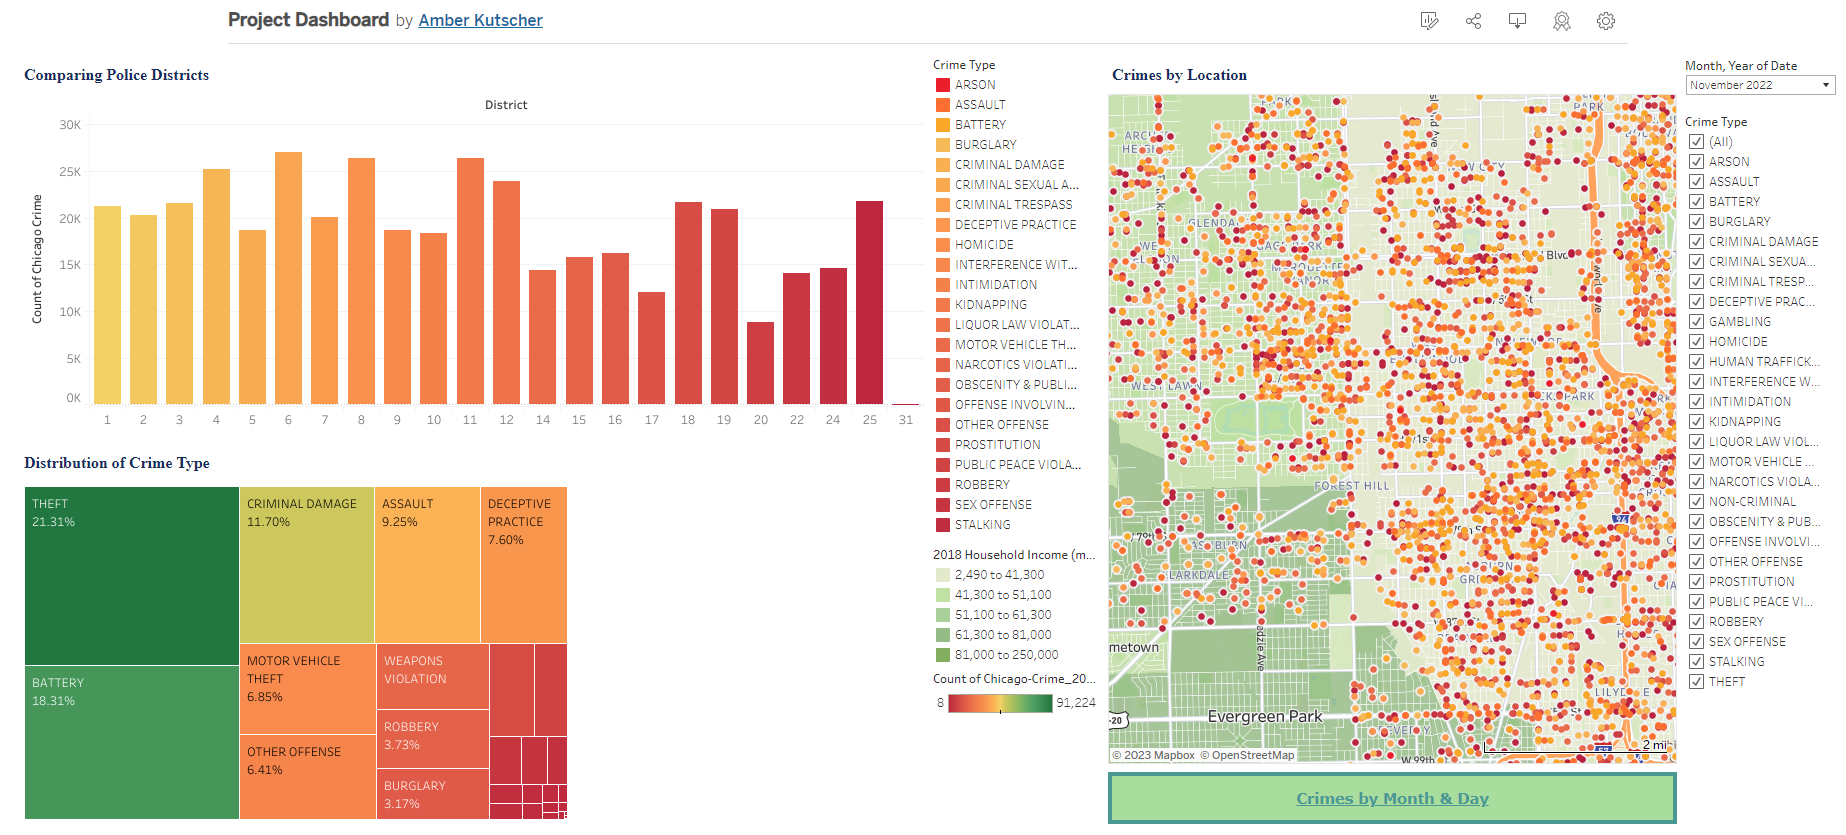 Project Dashboard by Amber Kutscher
Comparing Police Districts
District
Count of Chicago Crime
30K
25K
20K
15K
10K
5K
0K
1 2 3 4 5 6 7 8 9 10 11 12 14 15 16 17 18 19 20 22 24 25 31
Distribution of Crime Type
THEFT
21.31%
BATTERY
18.31%
CRIMINAL DAMAGE
11.70%
ASSAULT
9.25%
DECEPTIVE
PRACTICE
7.60%
MOTOR VEHICLE
THEFT
6.85%
OTHER OFFENSE
6.41%
WEAPONS
VIOLATION
ROBBERY
3.73%
BURGLARY
3.17%
Crime Type
ARSON
ASSAULT
BATTERY
BURGLARY
CRIMINAL DAMAGE
CRIMINAL SEXUAL A...
CRIMINAL TRESPASS
DECEPTIVE PRACTICE
HOMICIDE
INTERFERENCE WIT...
INTIMIDATION
KIDNAPPING
LIQUOR LAW VIOLAT...
MOTOR VEHICLE TH...
NARCOTICS VIOLATI...
OBSCENITY & PUBLI...
OFFENSE INVOLVIN...
OTHER OFFENSE
PROSTITUTION
PUBLIC PEACE VIOLA...
ROBBERY
SEX OFFENSE
STALKING
2018 Household Income (m...
2,490 to 41,300
41,300 to 51,100
51,100 to 61,300
61,300 to 81,000
81,000 to 250,000
Count of Chicago-Crime_20...
8 91,224
Crimes by Location
PARK
PARK
GLENDA
FOREST HILL
LARKDALE
metown
Evergreen Park
-20
94
57
W 99th
2 mi
© 2023 Mapbox © OpenStreetMap
Crimes by Month & Day
Month, Year of Date
November 2022
Crime Type
(All)
ARSON
ASSAULT
BATTERY
BURGLARY
CRIMINAL DAMAGE
CRIMINAL SEXUA...
CRIMINAL TRESP...
DECEPTIVE PRAC...
GAMBLING
HOMICIDE
HUMAN TRAFFICK...
INTERFERENCE W...
INTIMIDATION
KIDNAPPING
LIQUOR LAW VIOL...
MOTOR VEHICLE ...
NARCOTICS VIOLA...
NON-CRIMINAL
OBSCENITY & PUB...
OFFENSE INVOLVI...
OTHER OFFENSE
PROSTITUTION
PUBLIC PEACE VI...
ROBBERY
SEX OFFENSE
STALKING
THEFT